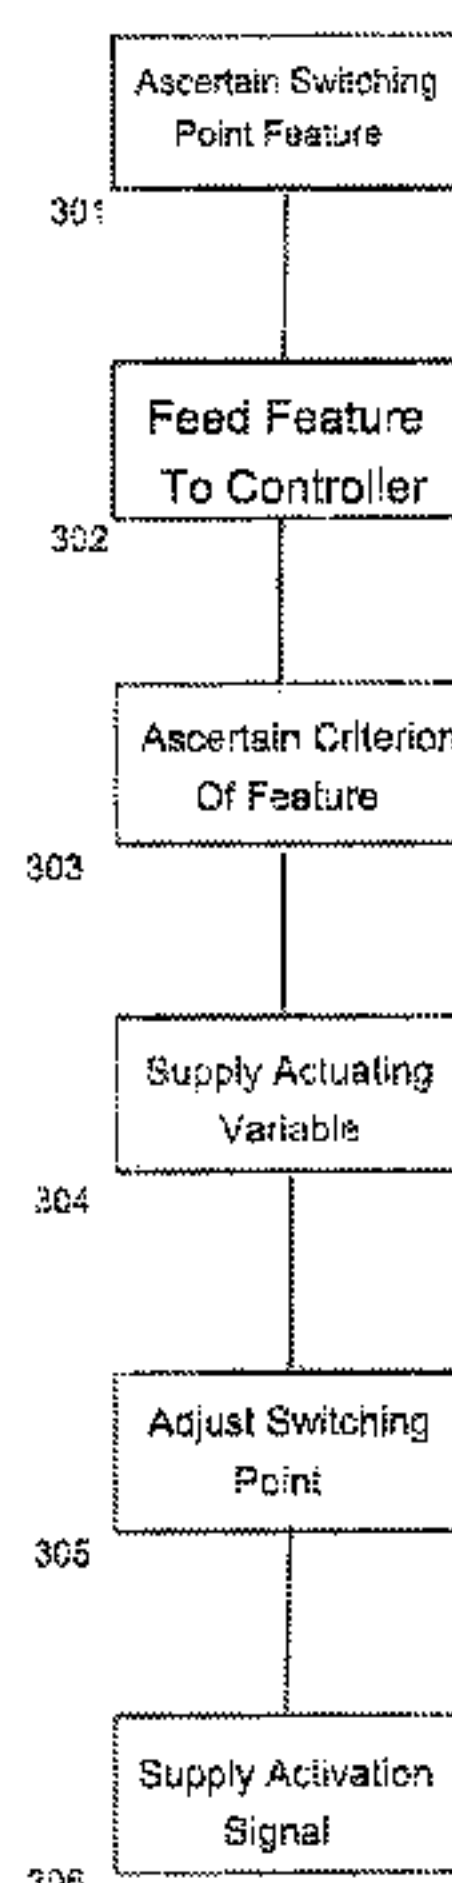 Ascertain Switching
Point Feature
301
Feed Feature
To Controller
302
Ascertain Criterion
Of Feature
303
Supply Actuating
Variable
304
Adjust Switching
Point
305
Supply Activation
Signal
306